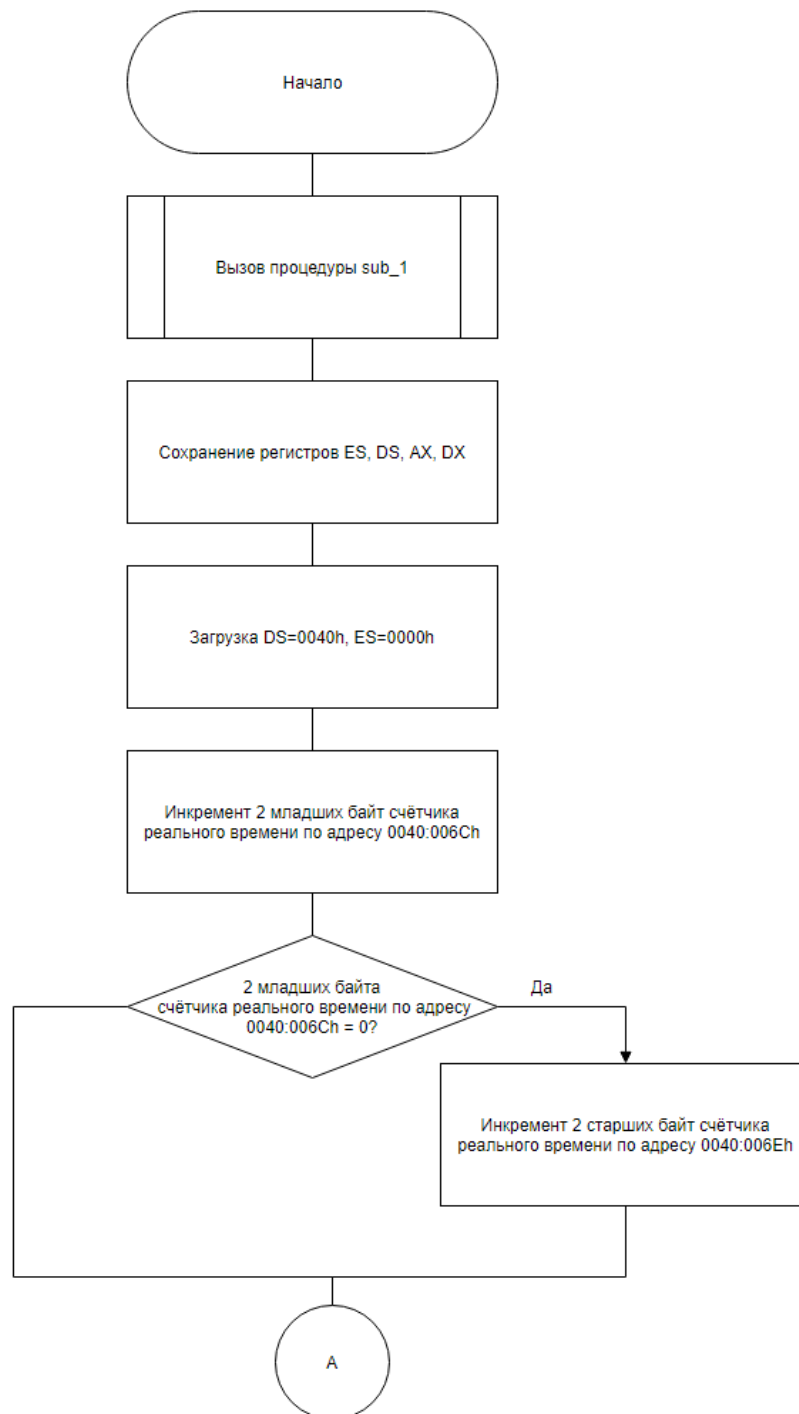 Начало
Вызов процедуры sub_1
Сохранение регистров ES, DS, AX, DX
Загрузка DS=0040h, ES=0000h
Инкремент 2 младших байт счётчика
реального времени по адресу 0040:006Ch
2 младших байта
счётчика реального времени по адресу
0040:006Ch = 0?
Да
Инкремент 2 старших байт счётчика
реального времени по адресу 0040:006Eh
A